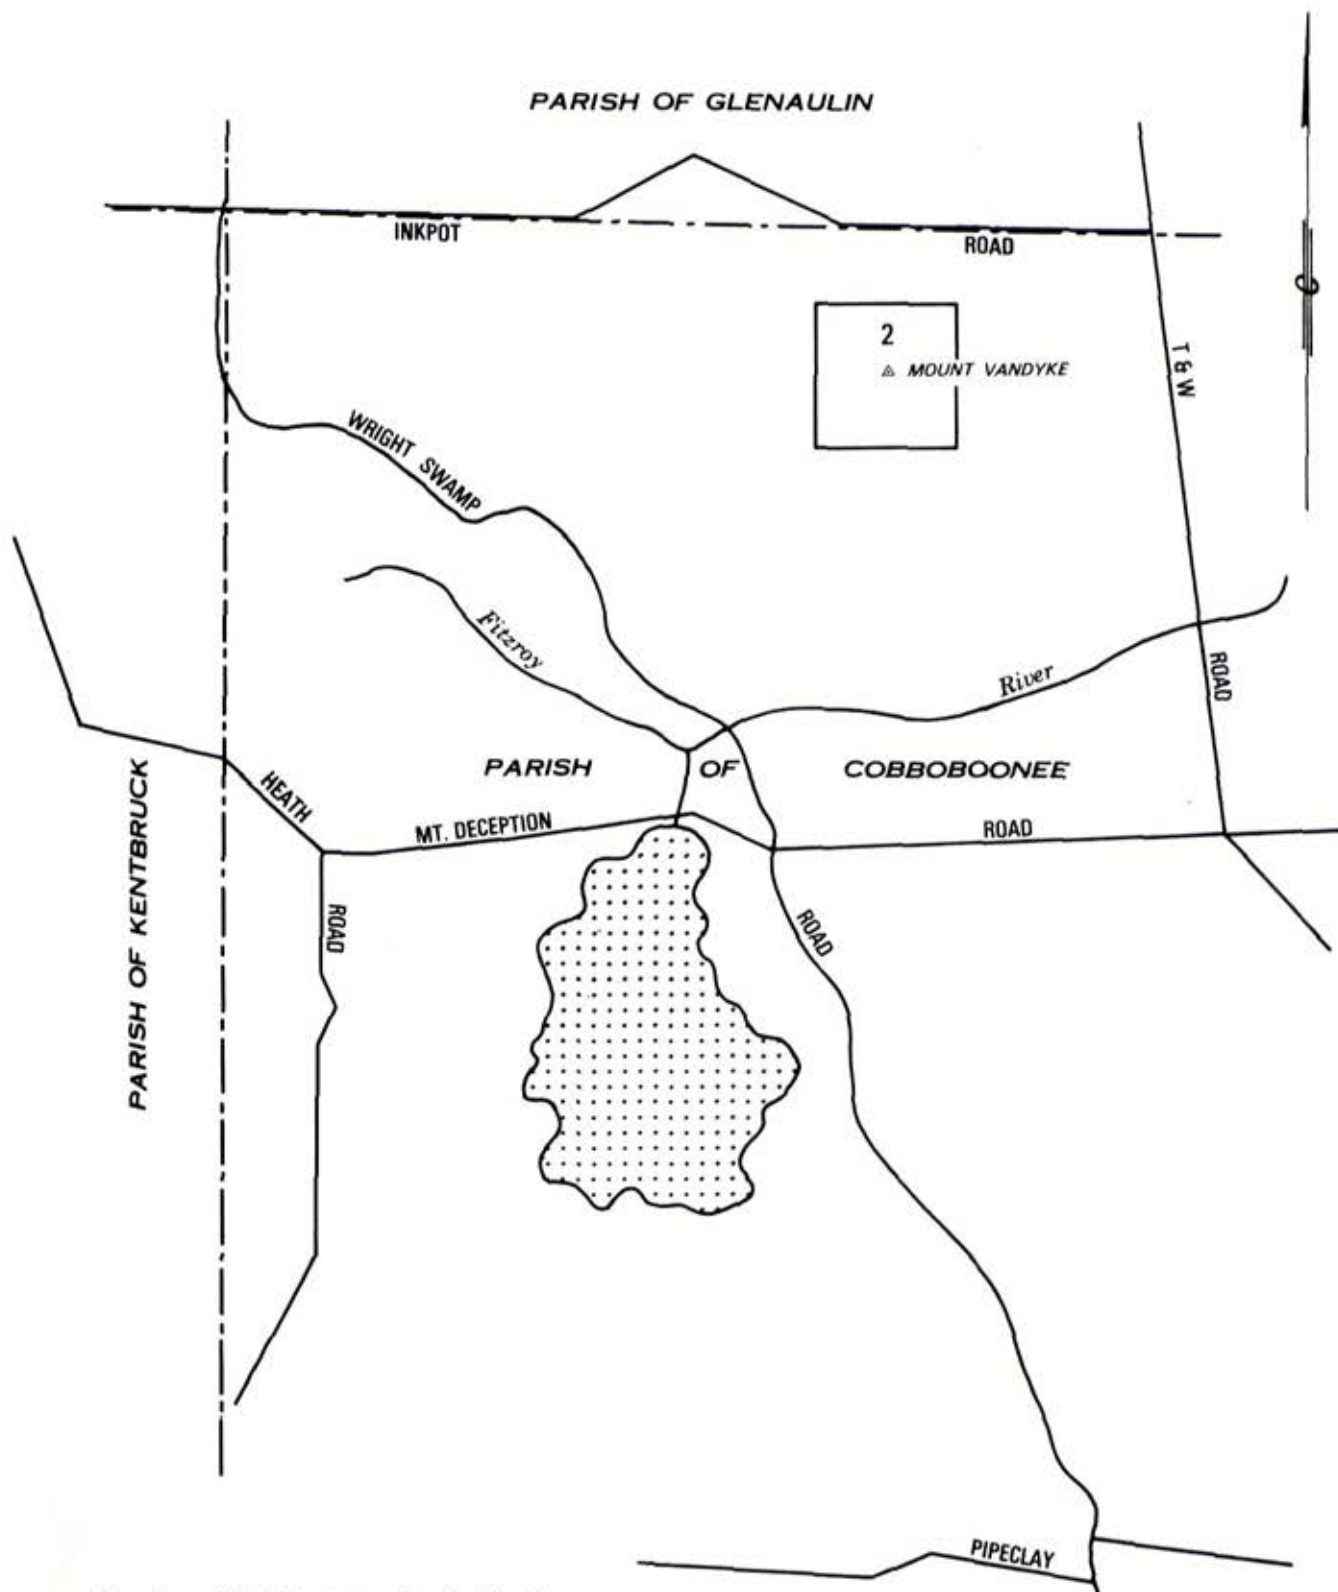 PARISH OF GLENAULIN
INKPOT
ROAD
2
MOUNT VANDYKE
T & W
WRIGHT SWAMP
Fitzroy
River
ROAD
PARISH OF COBBOBOONEE
HEATH
MT. DECEPTION
ROAD
PARISH OF KENTBRUCK
ROAD
ROAD
PIPECLAY